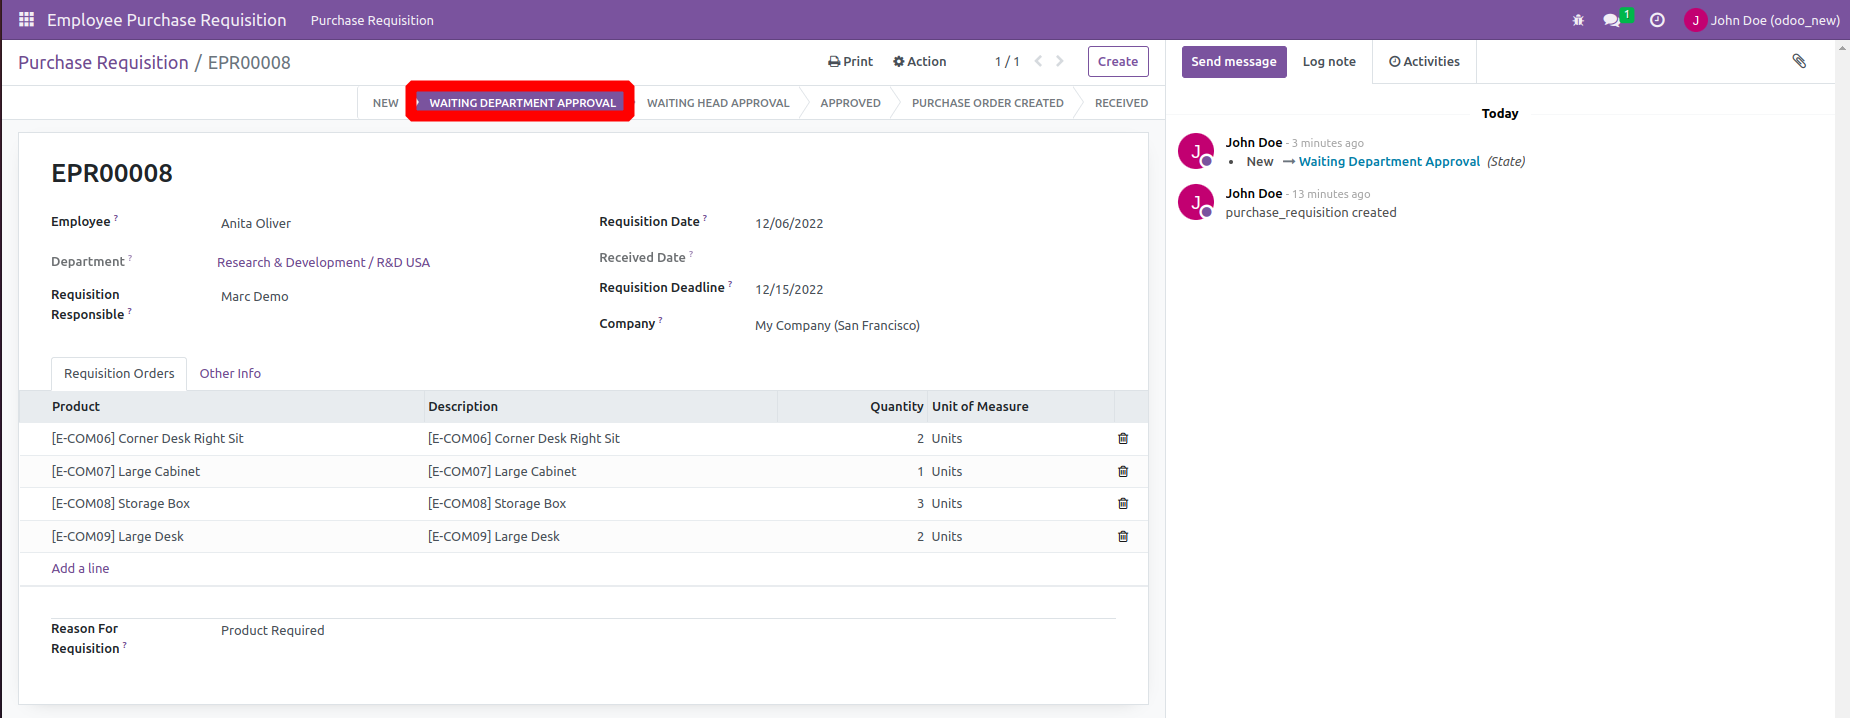 Employee Purchase Requisition Purchase Requisition 1 J John Doe (odoo_new)
Purchase Requisition / EPR00008 Print Action 1 / 1 Create
Send message Log note Activities
NEW WAITING DEPARTMENT APPROVAL WAITING HEAD APPROVAL APPROVED PURCHASE ORDER CREATED RECEIVED
EPR00008
Employee ? Anita Oliver
Department ? Research & Development / R&D USA
Requisition
Responsible ? Marc Demo
Requisition Date ? 12/06/2022
Received Date ?
Requisition Deadline ? 12/15/2022
Company ? My Company (San Francisco)
Requisition Orders Other Info
Product Description Quantity Unit of Measure
[E-COM06] Corner Desk Right Sit [E-COM06] Corner Desk Right Sit 2 Units
[E-COM07] Large Cabinet [E-COM07] Large Cabinet 1 Units
[E-COM08] Storage Box [E-COM08] Storage Box 3 Units
[E-COM09] Large Desk [E-COM09] Large Desk 2 Units
Add a line
Reason For
Requisition ? Product Required
Today
J John Doe - 3 minutes ago
• New → Waiting Department Approval (State)
J John Doe - 13 minutes ago
purchase_requisition created